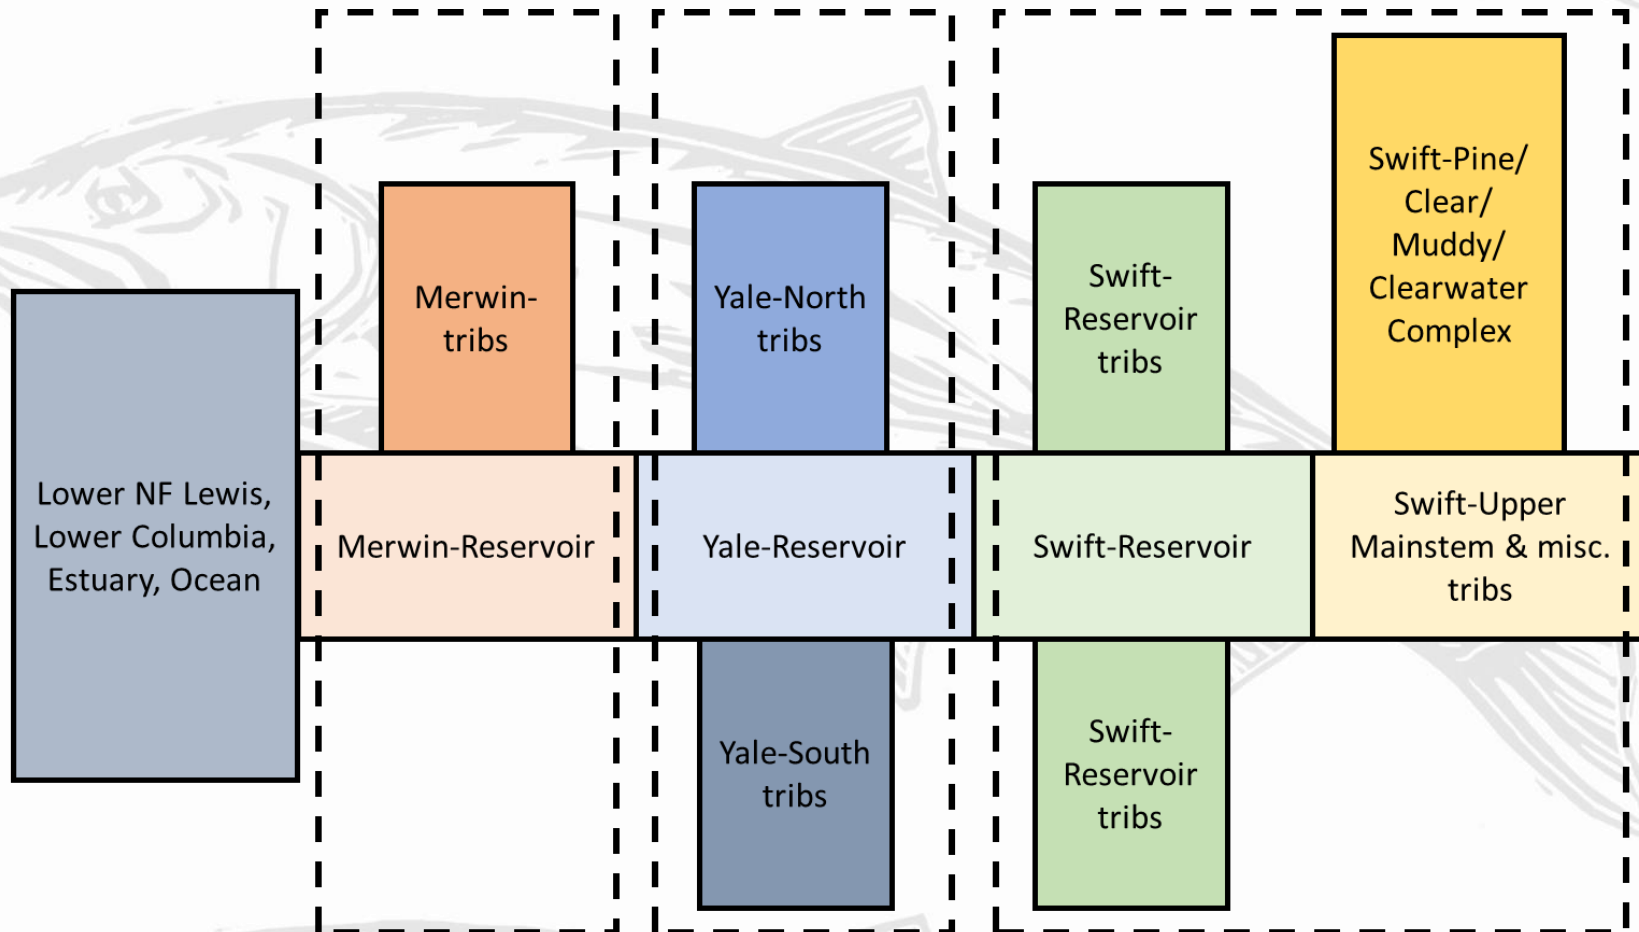 Swift-Pine/
Clear/
Muddy/
Clearwater
Complex
Merwin-
tribs
Yale-North
tribs
Swift-
Reservoir
tribs
Lower NF Lewis,
Lower Columbia,
Estuary, Ocean
Merwin-Reservoir
Yale-Reservoir
Swift-Reservoir
Swift-Upper
Mainstem & misc.
tribs
Yale-South
tribs
Swift-
Reservoir
tribs